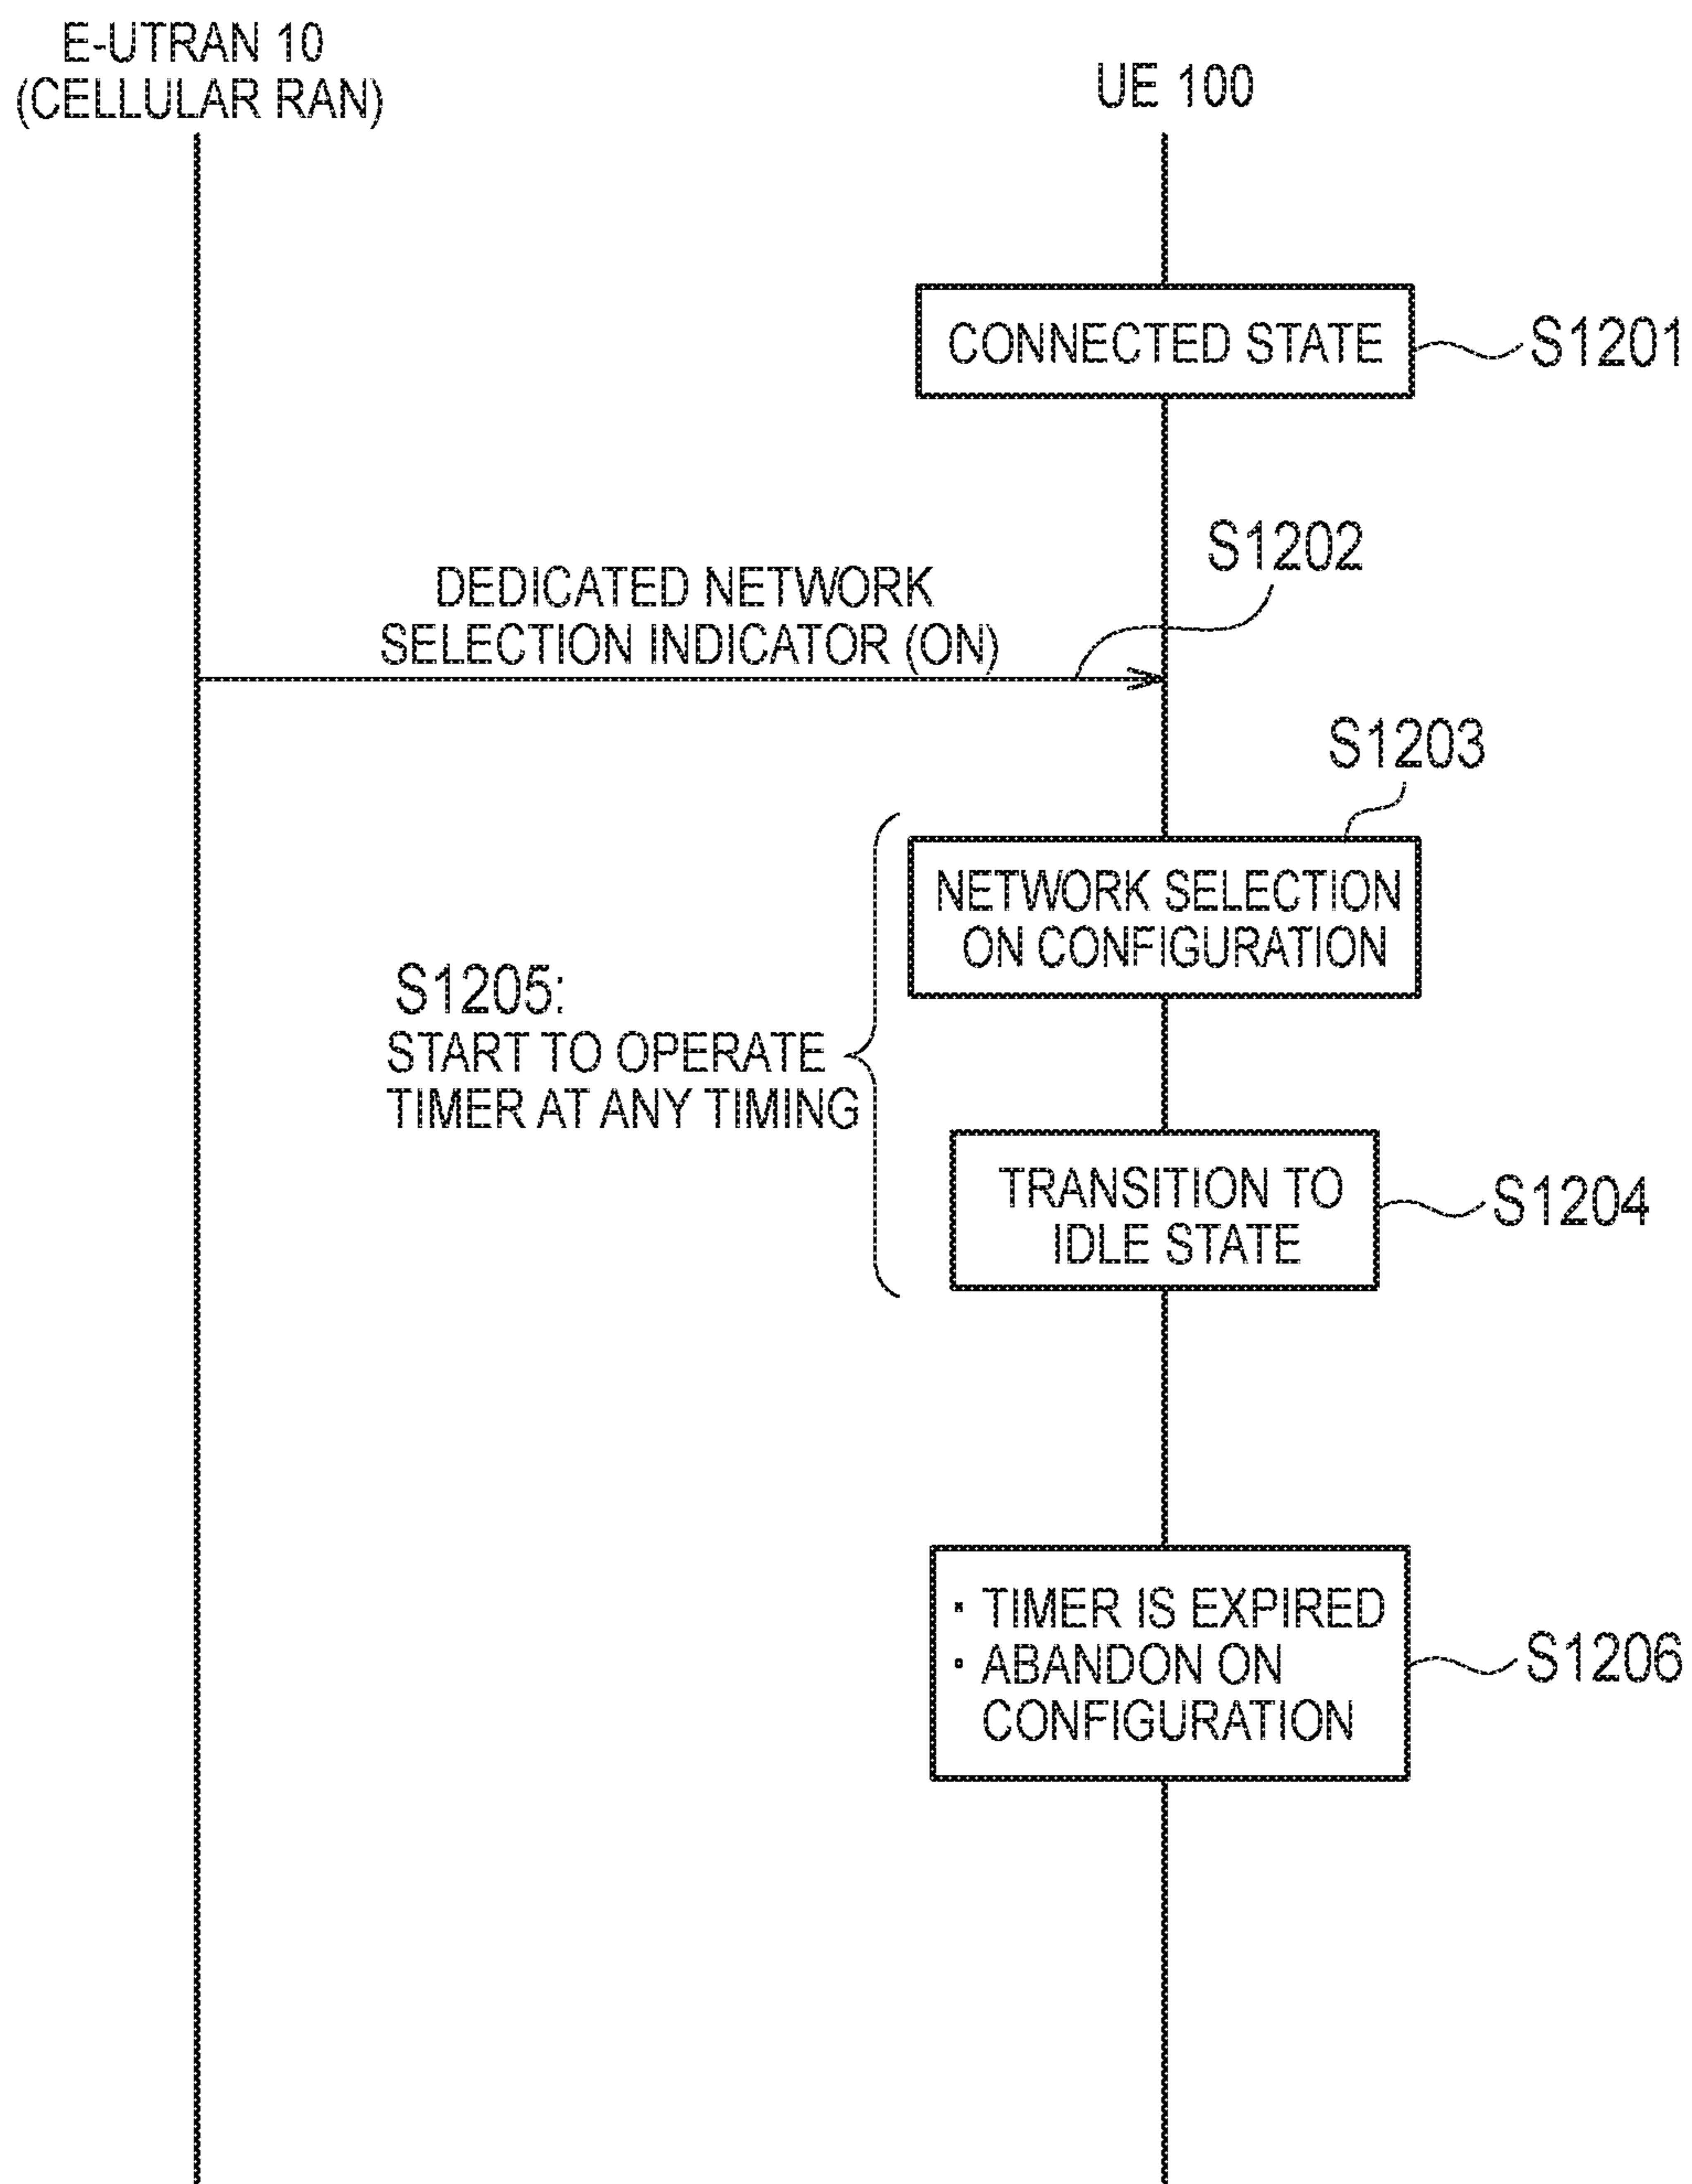 E-UTRAN 10
(CELLULAR RAN)
UE 100
CONNECTED STATE
S1201
S1202
DEDICATED NETWORK
SELECTION INDICATOR (ON)
S1203
NETWORK SELECTION
ON CONFIGURATION
S1205:
START TO OPERATE
TIMER AT ANY TIMING
TRANSITION TO
IDLE STATE
S1204
· TIMER IS EXPIRED
· ABANDON ON
CONFIGURATION
S1206